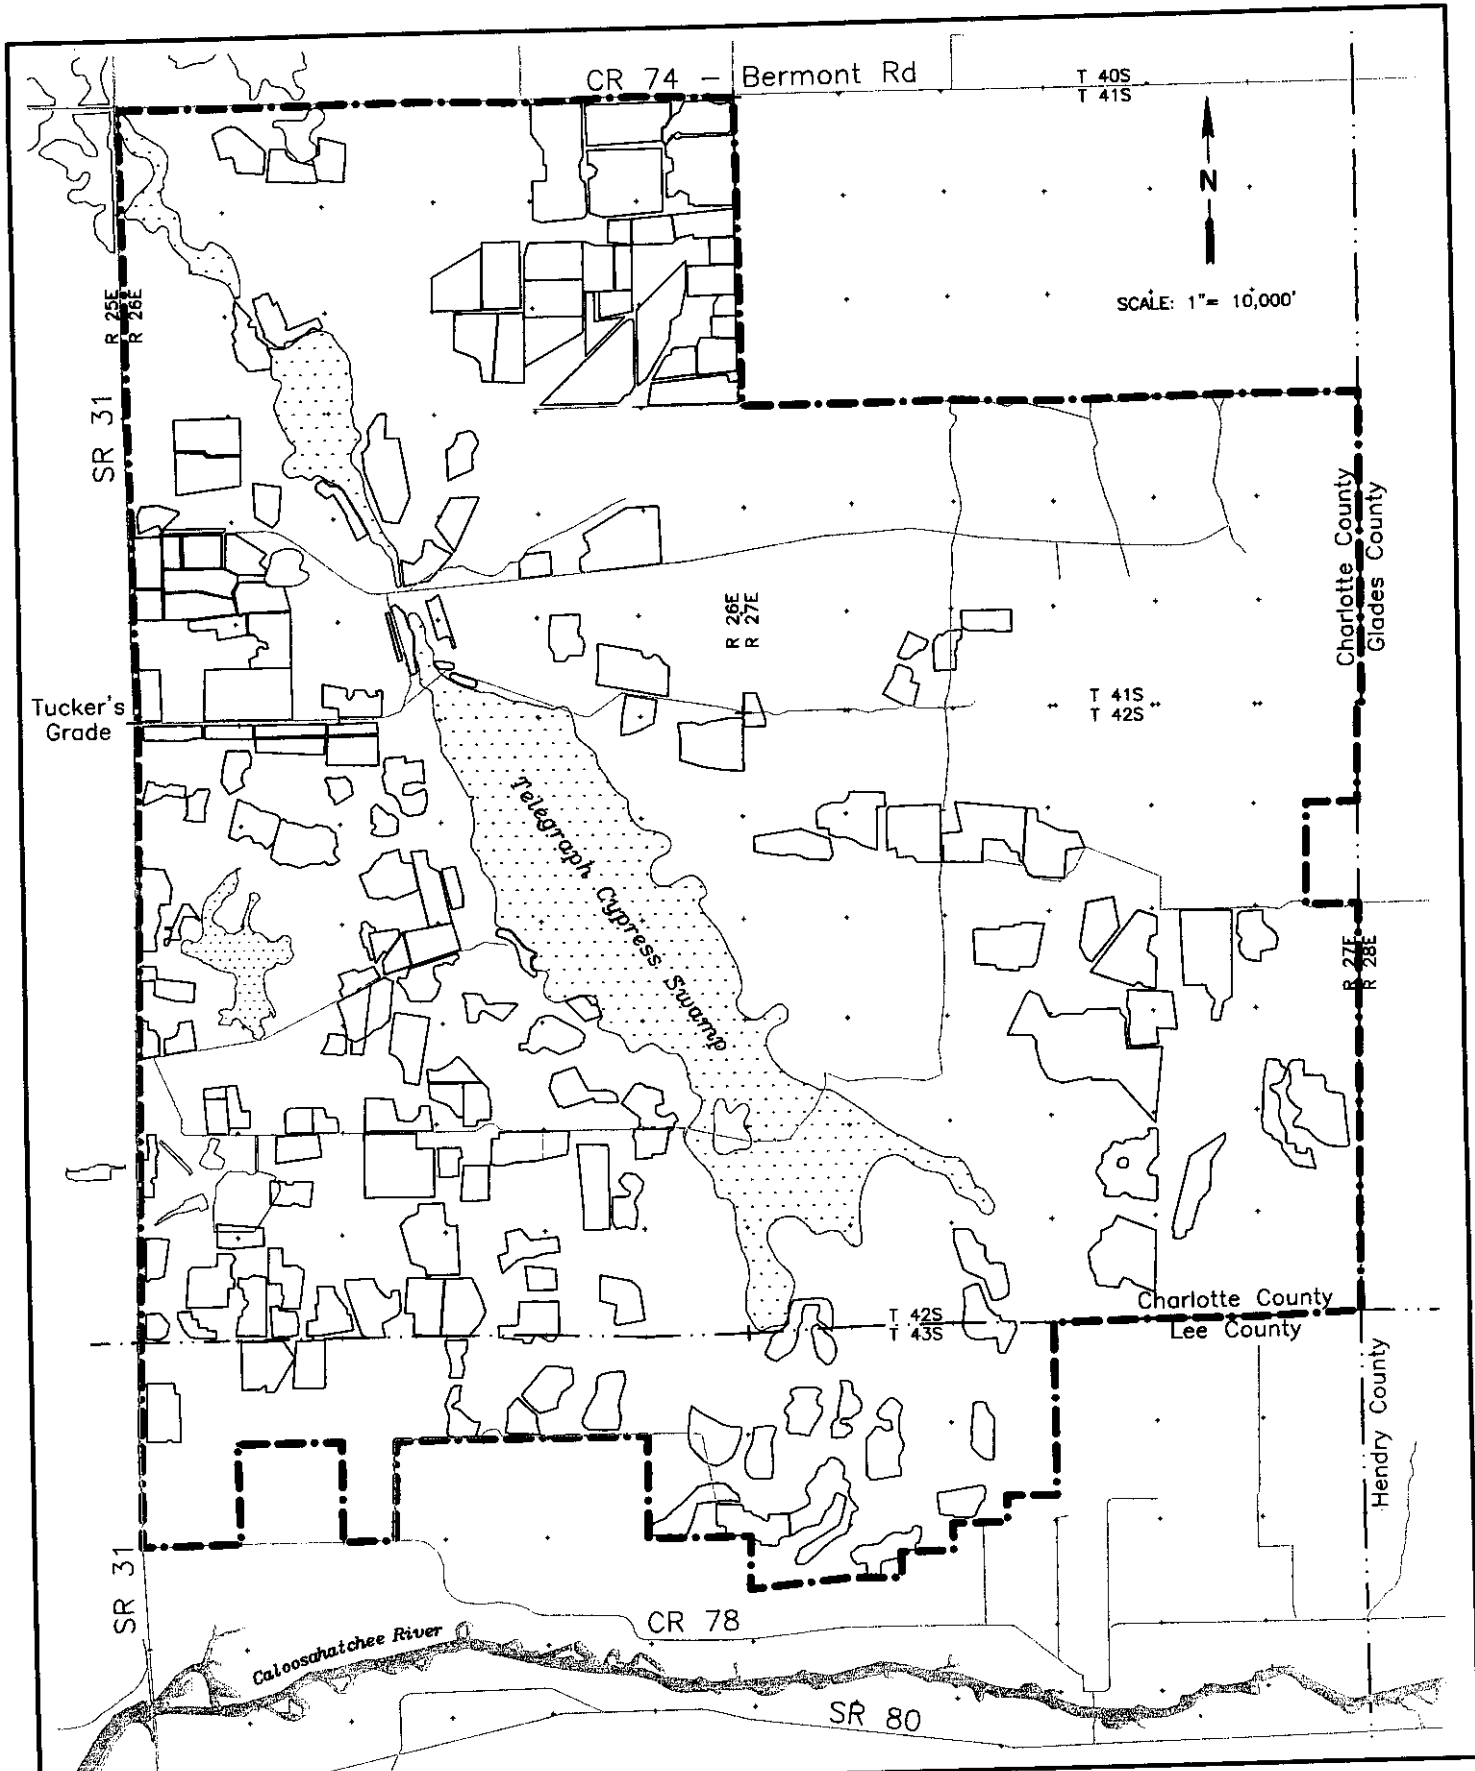 CR 74 – Bermont Rd
T 40S
T 41S
N
SCALE: 1"= 10,000'
R 25E
R 26E
SR 31
Charlotte County
Glades County
R 26E
R 27E
T 41S
T 42S
Tucker's
Grade
Telegraph Cypress Swamp
R 27E
R 28E
Charlotte County
Lee County
T 42S
T 43S
Hendry County
SR 31
CR 78
Caloosahatchee River
SR 80